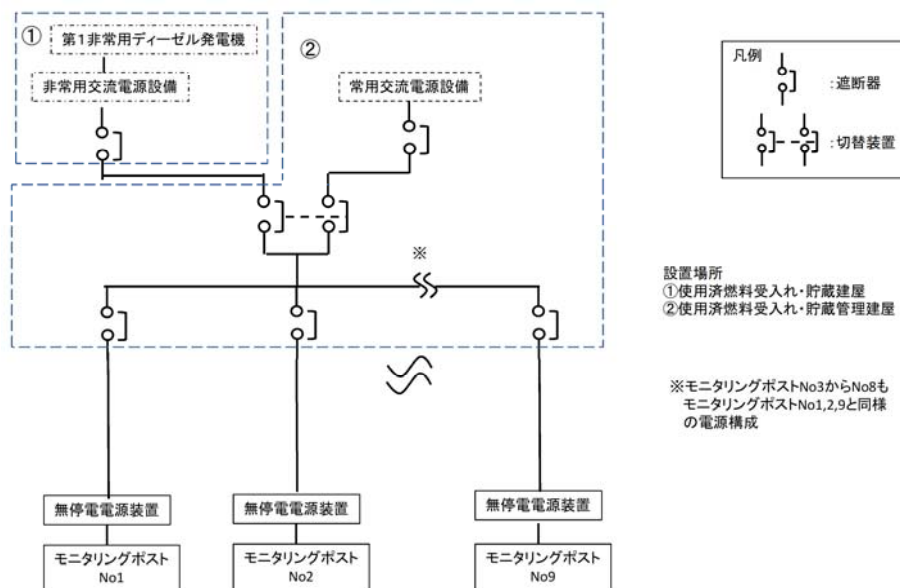 ①
第1非常用ディーゼル発電機
非常用交流電源設備
②
常用交流電源設備
※
無停電電源装置
モニタリングポスト
No1
無停電電源装置
モニタリングポスト
No2
無停電電源装置
モニタリングポスト
No9
凡例
:遮断器
:切替装置
設置場所
①使用済燃料受入れ・貯蔵建屋
②使用済燃料受入れ・貯蔵管理建屋
※モニタリングポストNo3からNo8も
モニタリングポストNo1,2,9と同様
の電源構成